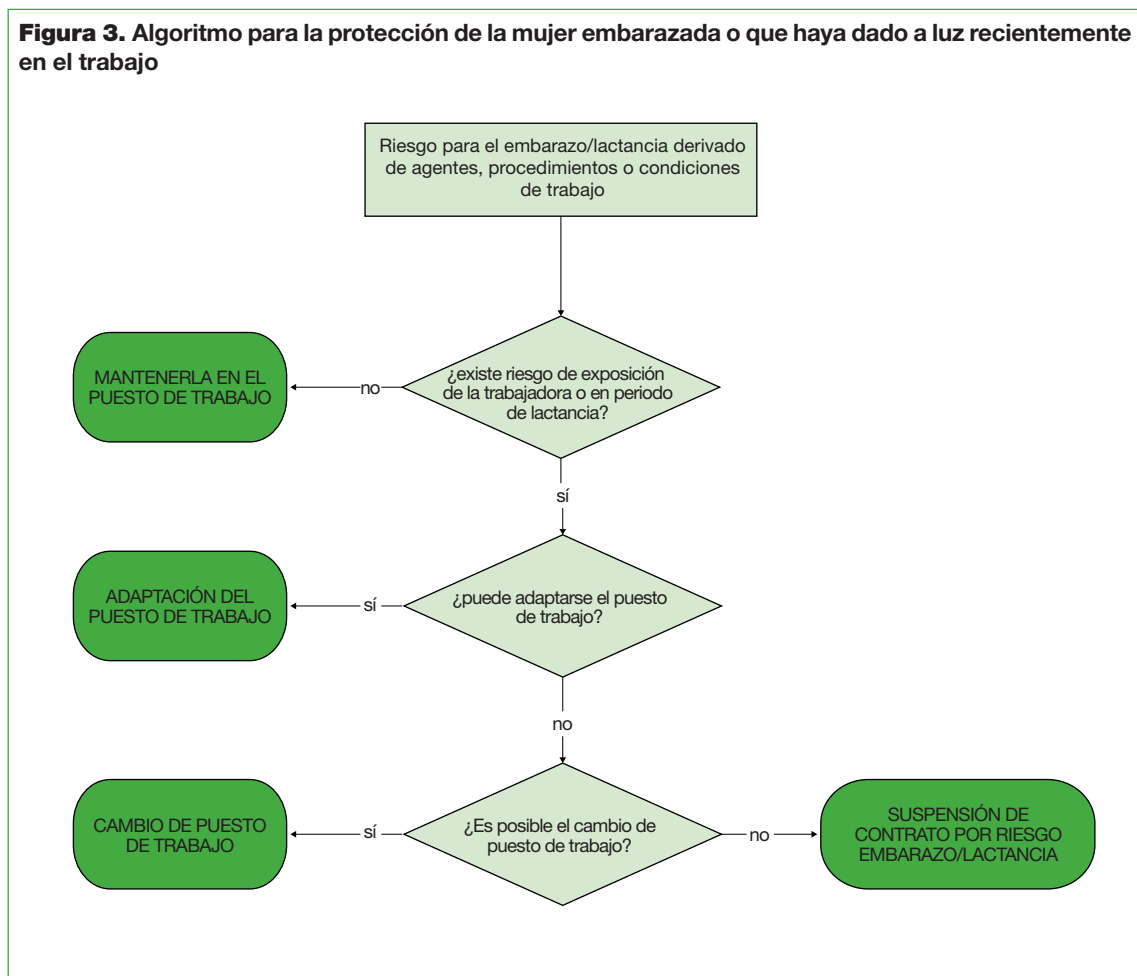 Figura 3. Algoritmo para la protección de la mujer embarazada o que haya dado a luz recientemente
en el trabajo
Riesgo para el embarazo/lactancia derivado
de agentes, procedimientos o condiciones
de trabajo
MANTENERLA EN EL
PUESTO DE TRABAJO
no
¿existe riesgo de exposición
de la trabajadora o en periodo
de lactancia?
sí
ADAPTACIÓN DEL
PUESTO DE TRABAJO
sí
¿puede adaptarse el puesto
de trabajo?
no
CAMBIO DE PUESTO
DE TRABAJO
sí
¿Es posible el cambio de
puesto de trabajo?
no
SUSPENSIÓN DE
CONTRATO POR RIESGO
EMBARAZO/LACTANCIA